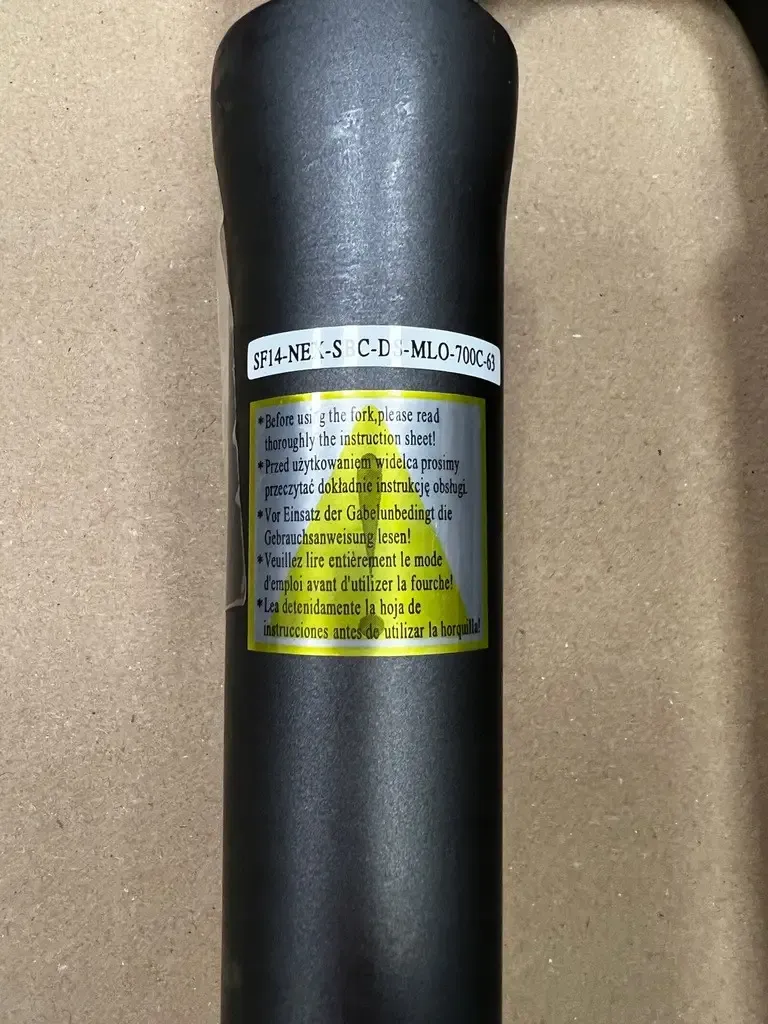 SF14-NEX-SBC-DS-MLO-700C-63
*Before using the fork,please read
thoroughly the instruction sheet!
*Przed użytkowaniem widelca prosimy
przeczytać dokładnie instrukcję obsługi.
*Vor Einsatz der Gabelunbedingt die
Gebrauchsanweisung lesen!
*Veuillez lire entièrement le mode
d'emploi avant d'utilizer la fourche!
*Lea detenidamente la hoja de
instrucciones antes de utilizar la horquilla!